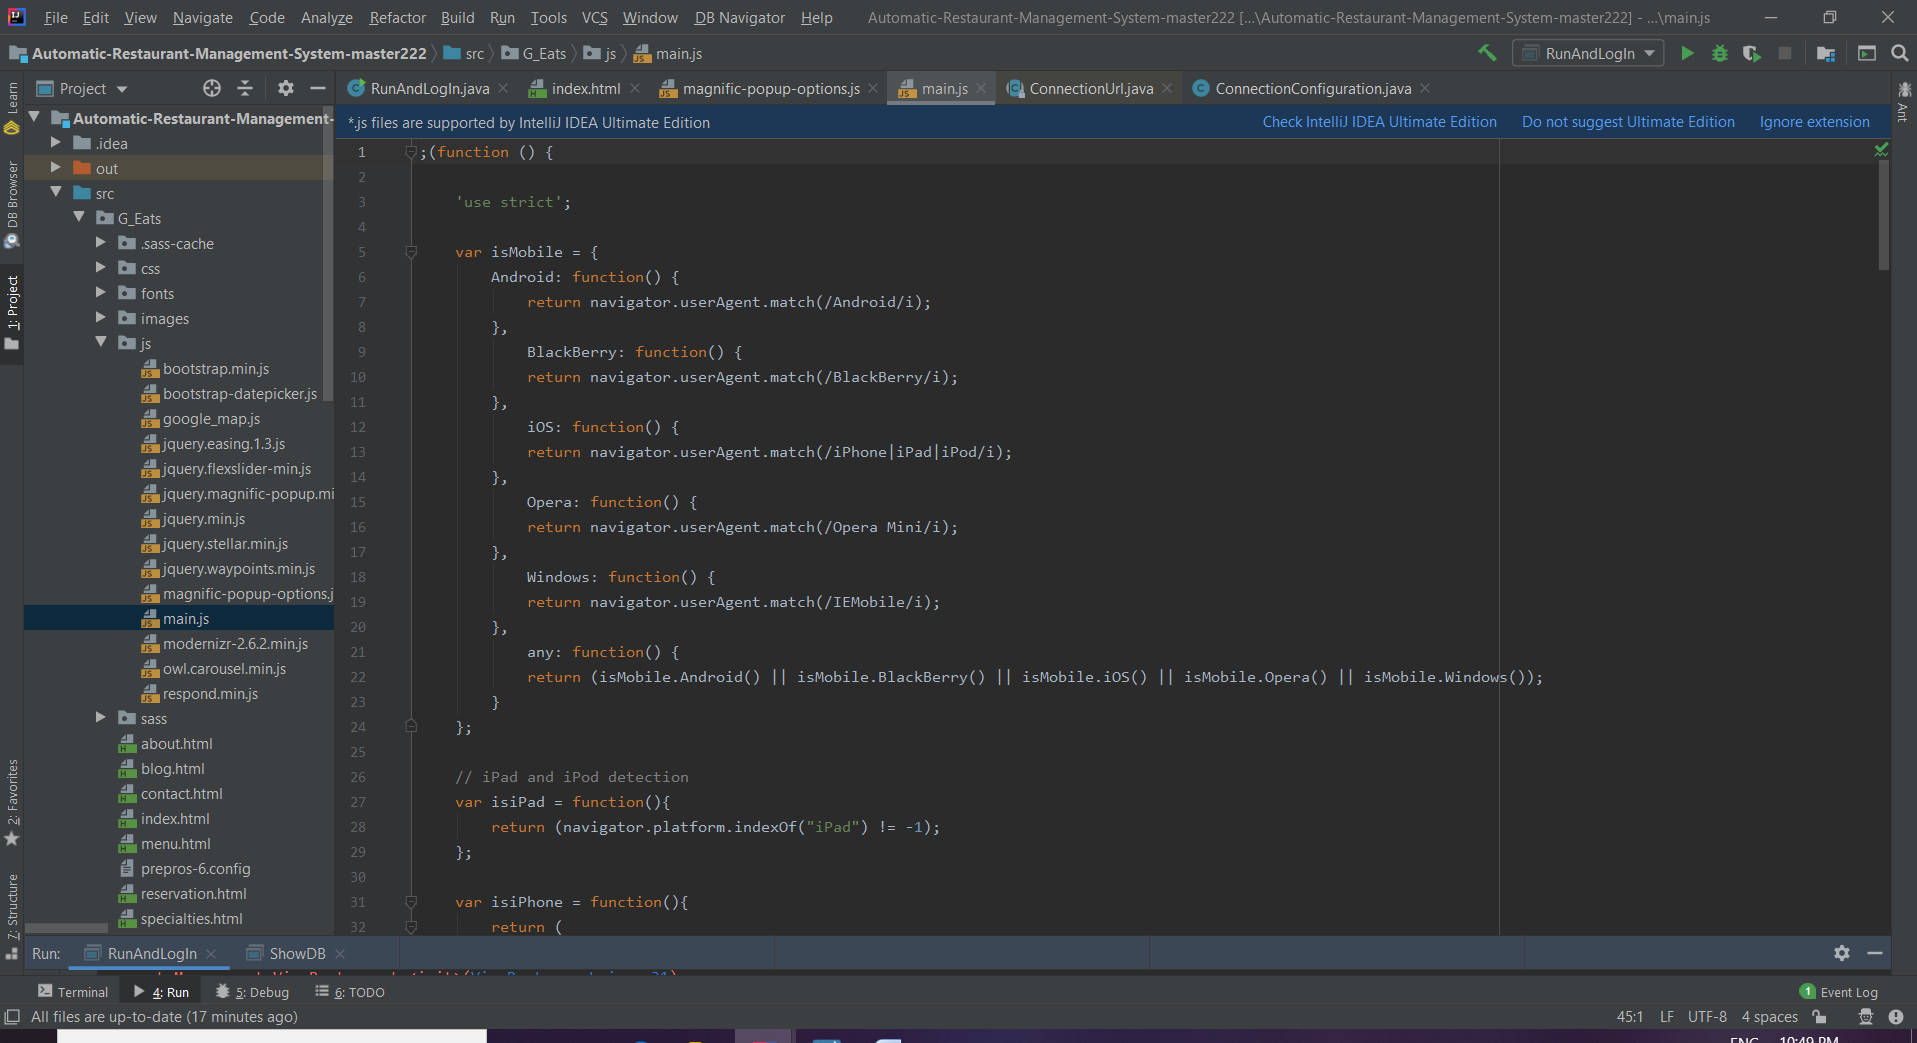 File Edit View Navigate Code Analyze Refactor Build Run Tools VCS Window DB Navigator Help Automatic-Restaurant-Management-System-master222 [...\Automatic-Restaurant-Management-System-master222] - ...\main.js
Automatic-Restaurant-Management-System-master222 src G_Eats js main.js RunAndLogIn
Project RunAndLogIn.java index.html magnific-popup-options.js main.js ConnectionUrl.java ConnectionConfiguration.java
*.js files are supported by IntelliJ IDEA Ultimate Edition Check IntelliJ IDEA Ultimate Edition Do not suggest Ultimate Edition Ignore extension
Learn
DB Browser
1: Project
2: Favorites
7: Structure
Ant
Automatic-Restaurant-Management-
.idea
out
src
G_Eats
.sass-cache
css
fonts
images
js
bootstrap.min.js
bootstrap-datepicker.js
google_map.js
jquery.easing.1.3.js
jquery.flexslider-min.js
jquery.magnific-popup.mi
jquery.min.js
jquery.stellar.min.js
jquery.waypoints.min.js
magnific-popup-options.j
main.js
modernizr-2.6.2.min.js
owl.carousel.min.js
respond.min.js
sass
about.html
blog.html
contact.html
index.html
menu.html
prepros-6.config
reservation.html
specialties.html
1 ;(function () {
2
3 'use strict';
4
5 var isMobile = {
6 Android: function() {
7 return navigator.userAgent.match(/Android/i);
8 },
9 BlackBerry: function() {
10 return navigator.userAgent.match(/BlackBerry/i);
11 },
12 iOS: function() {
13 return navigator.userAgent.match(/iPhone|iPad|iPod/i);
14 },
15 Opera: function() {
16 return navigator.userAgent.match(/Opera Mini/i);
17 },
18 Windows: function() {
19 return navigator.userAgent.match(/IEMobile/i);
20 },
21 any: function() {
22 return (isMobile.Android() || isMobile.BlackBerry() || isMobile.iOS() || isMobile.Opera() || isMobile.Windows());
23 }
24 };
25
26 // iPad and iPod detection
27 var isiPad = function(){
28 return (navigator.platform.indexOf("iPad") != -1);
29 };
30
31 var isiPhone = function(){
32 return (
Run: RunAndLogIn ShowDB
Terminal 4: Run 5: Debug 6: TODO 1 Event Log
All files are up-to-date (17 minutes ago) 45:1 LF UTF-8 4 spaces
ENG 10:49 PM